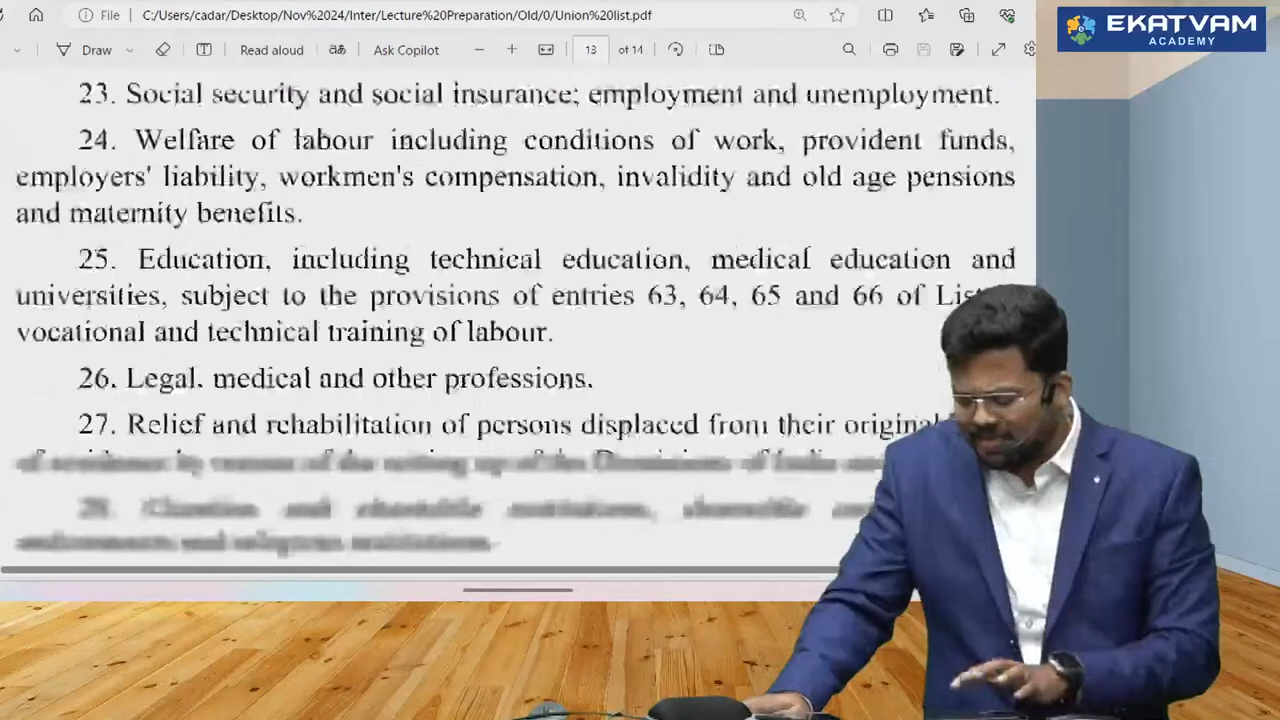 File
C:/Users/cadar/Desktop/Nov%2024/Inter/Lecture%20Preparation/Old/0/Union%20list.pdf
Draw
Read aloud
Ask Copilot
13 of 14
EKATVAM
ACADEMY
23. Social security and social insurance; employment and unemployment.
24. Welfare of labour including conditions of work, provident funds,
employers' liability, workmen's compensation, invalidity and old age pensions
and maternity benefits.
25. Education, including technical education, medical education and
universities, subject to the provisions of entries 63, 64, 65 and 66 of
vocational and technical training of labour.
26. Legal, medical and other professions.
27. Relief and rehabilitation of persons displaced from their original
28.